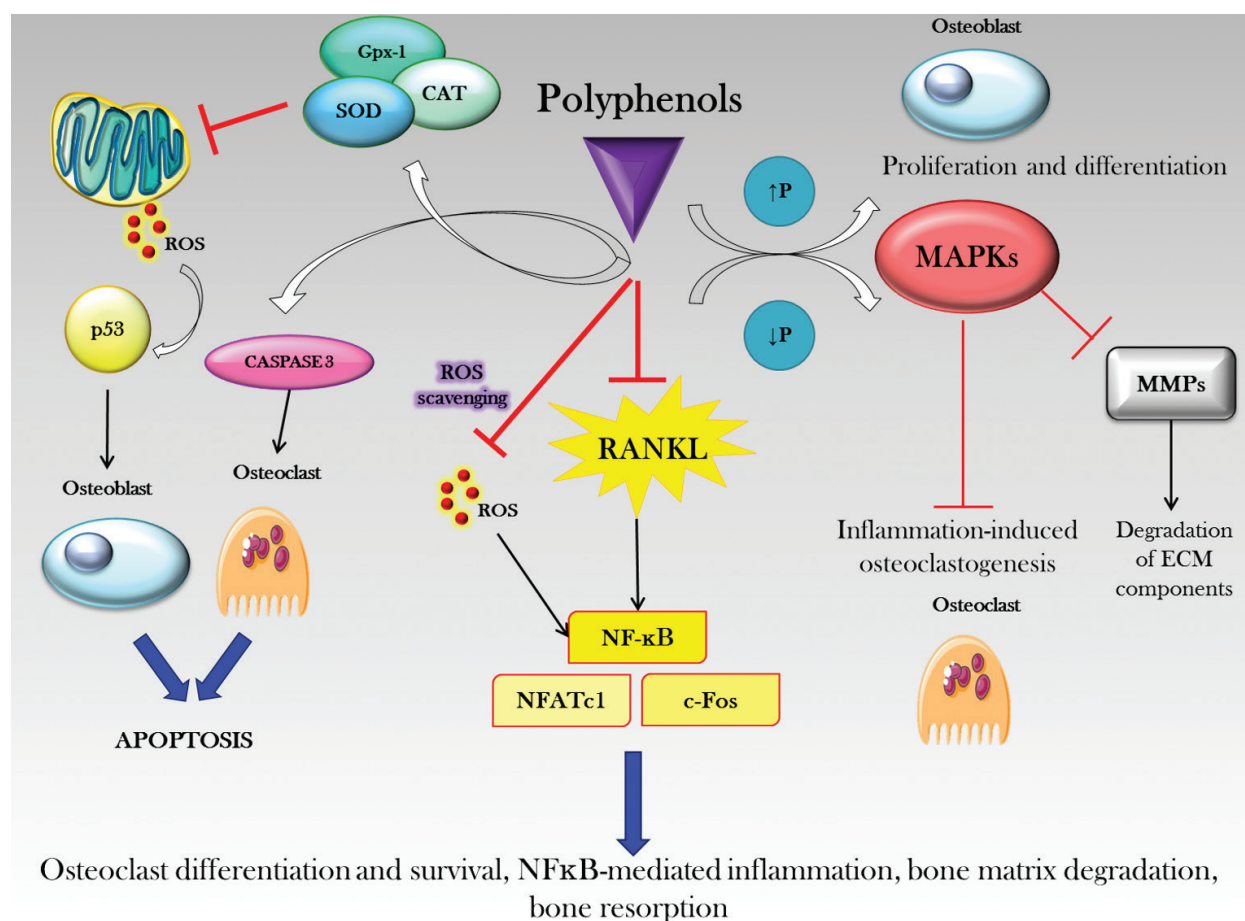 Gpx-1
SOD
CAT
Polyphenols
Osteoblast
Proliferation and differentiation
↑P
↓P
MAPKs
ROS
p53
CASPASE 3
ROS
scavenging
RANKL
MMPs
Osteoblast
Osteoclast
ROS
Inflammation-induced
osteoclastogenesis
Degradation
of ECM
components
Osteoclast
NF-κB
NFATc1
c-Fos
APOPTOSIS
Osteoclast differentiation and survival, NFκB-mediated inflammation, bone matrix degradation,
bone resorption